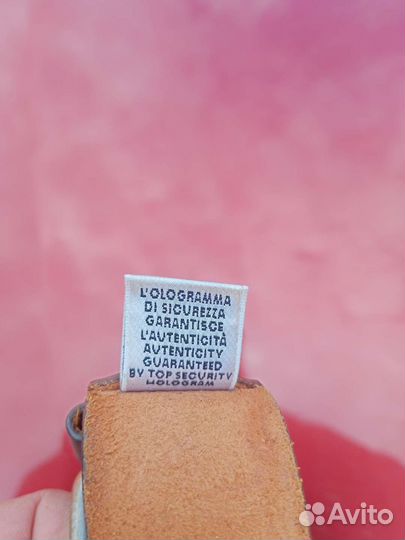 L'OLOGRAMMA
DI SICUREZZA
GARANTISCE
L'AUTENTICITÀ
AUTENTICITY
GUARANTEED
BY TOP SECURITY
HOLOGRAM
Avito